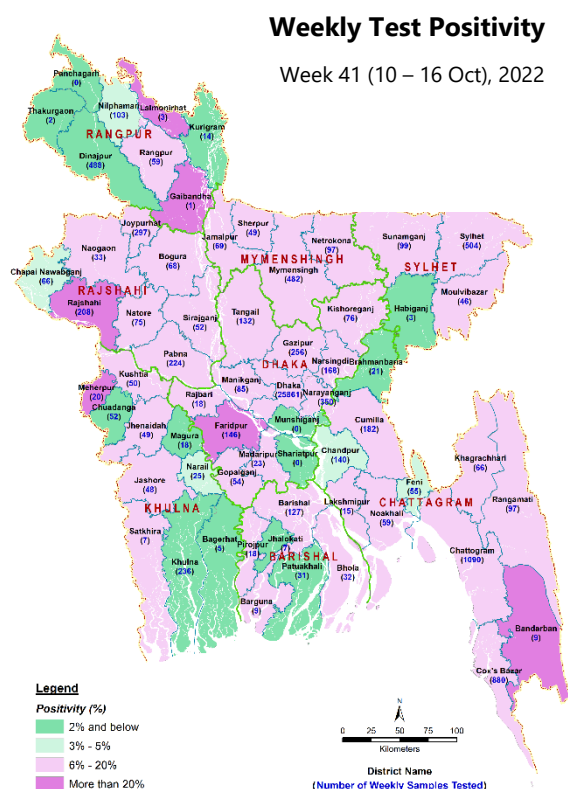 Weekly Test Positivity
Week 41 (10 – 16 Oct), 2022
Panchagarh
(0)
Thakurgaon
(2)
Nilphamari
(103)
Lalmonirhat
(3)
Kurigram
(14)
RANGPUR
Dinajpur
(488)
Rangpur
(59)
Gaibandha
(1)
Joypurhat
(297)
Naogaon
(33)
Bogura
(68)
Jamalpur
(69)
Sherpur
(49)
Netrokona
(97)
MYMENSHINGH
Mymensingh
(482)
Sunamganj
(99)
Sylhet
(504)
SYLHET
Moulvibazar
(46)
Habiganj
(3)
Chapai Nawabganj
(66)
RAJSHAHI
Rajshahi
(208)
Natore
(75)
Sirajganj
(52)
Pabna
(224)
Tangail
(132)
Kishoreganj
(76)
Gazipur
(256)
DHAKA
Narsingdi
(168)
Brahmanbaria
(21)
Manikganj
(85)
Dhaka
(25861)
Narayanganj
(350)
Kushtia
(50)
Meherpur
(20)
Chuadanga
(52)
Jhenaidah
(49)
Rajbari
(18)
Faridpur
(146)
Magura
(18)
Munshiganj
(0)
Cumilla
(182)
Madaripur
(23)
Shariatpur
(0)
Chandpur
(140)
Narail
(25)
Gopalganj
(54)
Jashore
(48)
KHULNA
Satkhira
(7)
Khulna
(236)
Bagerhat
(5)
Barishal
(127)
Jhalokati
Pirojpur
(18)
BARISHAL
Patuakhali
(31)
Bhola
(32)
Barguna
(9)
Lakshmipur
(15)
Noakhali
(59)
Feni
(55)
CHATTAGRAM
Khagrachhari
(66)
Rangamati
(97)
Chattogram
(1090)
Bandarban
(9)
Cox's Bazar
(880)
Legend
Positivity (%)
2% and below
3% - 5%
6% - 20%
More than 20%
N
0 25 50 75 100
Kilometers
District Name
(Number of Weekly Samples Tested)